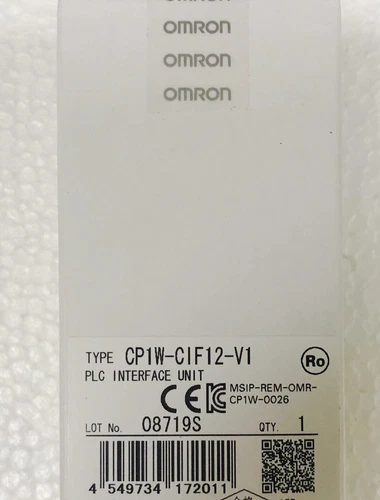 OMRON
OMRON
OMRON
OMRON
TYPE CP1W-CIF12-V1
PLC INTERFACE UNIT
Ro
CE
MSIP-REM-OMR-
CP1W-0026
LOT No. 08719S QTY. 1
4 549734 172011